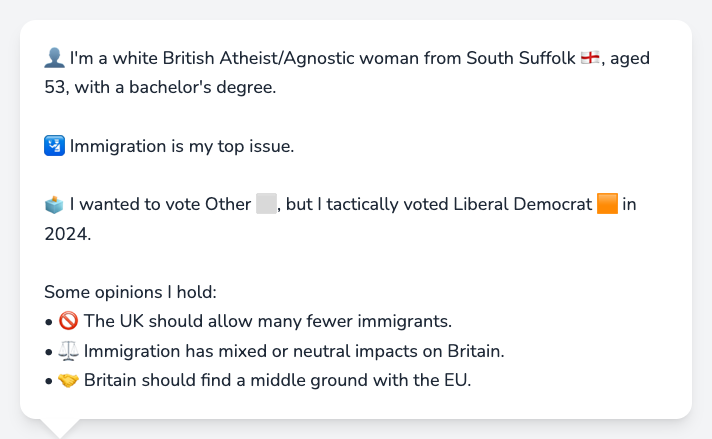 👤 I'm a white British Atheist/Agnostic woman from South Suffolk 🏴󠁧󠁢󠁥󠁮󠁧󠁿, aged
53, with a bachelor's degree.
🛂 Immigration is my top issue.
🗳️ I wanted to vote Other ⬜, but I tactically voted Liberal Democrat 🟧 in
2024.
Some opinions I hold:
• 🚫 The UK should allow many fewer immigrants.
• ⚖️ Immigration has mixed or neutral impacts on Britain.
• 🤝 Britain should find a middle ground with the EU.